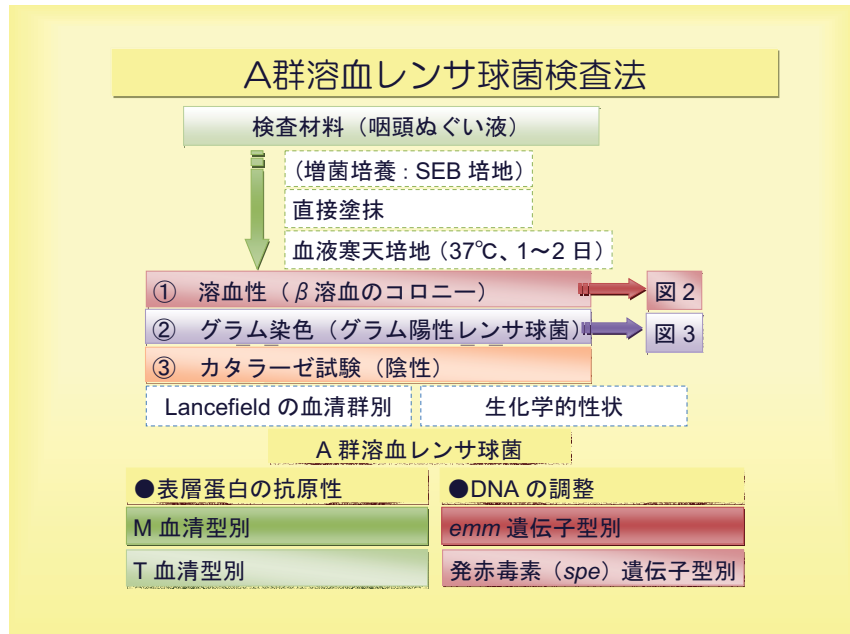 A群溶血レンサ球菌検査法
検査材料（咽頭ぬぐい液）
（増菌培養：SEB 培地）
直接塗抹
血液寒天培地（37℃、1～2 日）
① 溶血性（β溶血のコロニー）
図 2
② グラム染色（グラム陽性レンサ球菌）
図 3
③ カタラーゼ試験（陰性）
Lancefield の血清群別
生化学的性状
A 群溶血レンサ球菌
●表層蛋白の抗原性
●DNA の調整
M 血清型別
emm 遺伝子型別
T 血清型別
発赤毒素（spe）遺伝子型別